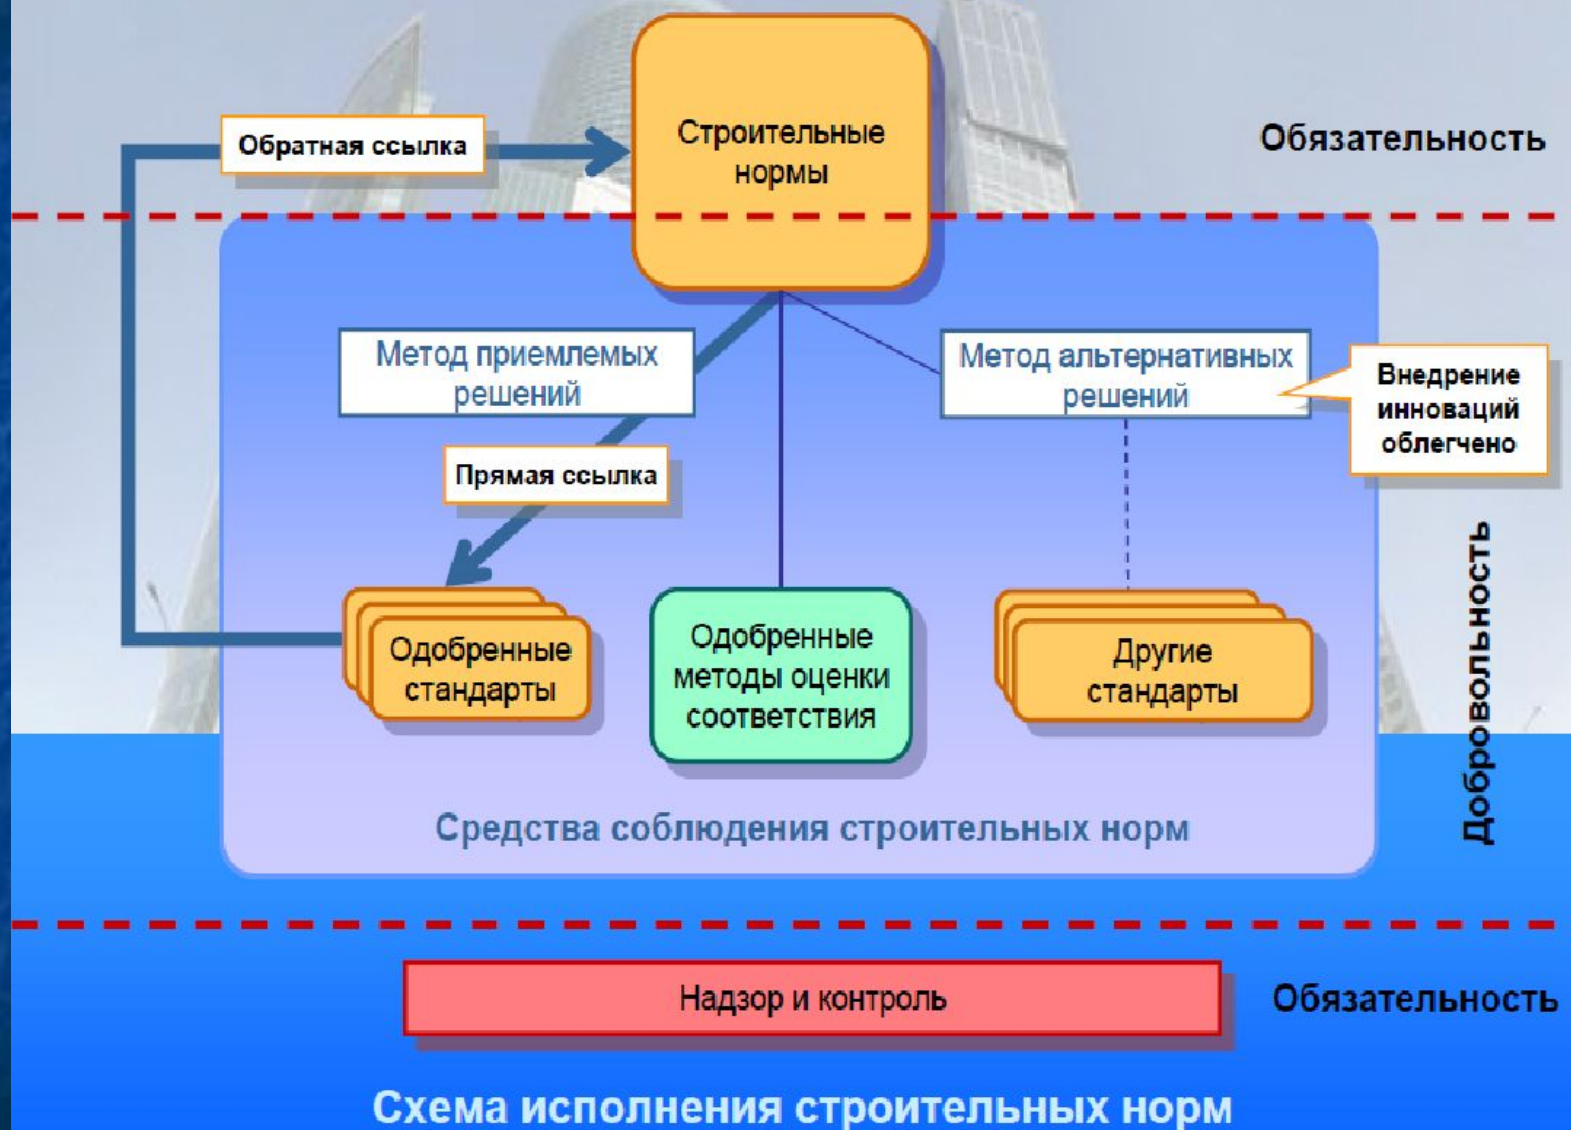 Строительные
нормы
Обратная ссылка
Обязательность
Метод приемлемых
решений
Метод альтернативных
решений
Внедрение
инноваций
облегчено
Прямая ссылка
Добровольность
Одобренные
стандарты
Одобренные
методы оценки
соответствия
Другие
стандарты
Средства соблюдения строительных норм
Надзор и контроль
Обязательность
Схема исполнения строительных норм